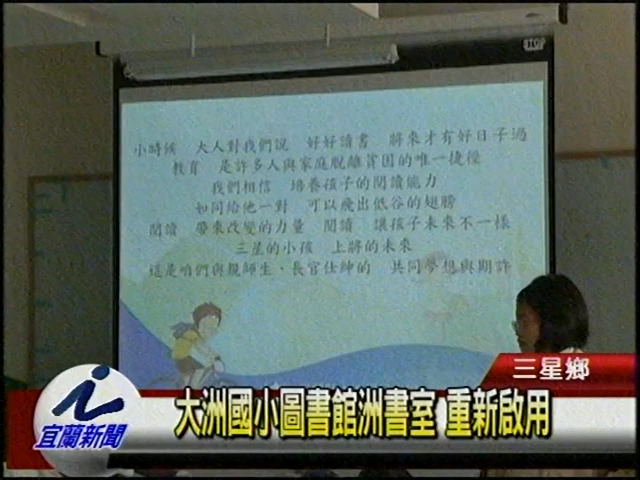 小時候　大人對我們說　好好讀書　將來才有好日子過
教育　是許多人與家庭脫離貧困的唯一捷徑
我們相信　培養孩子的閱讀能力
如同給他一對　可以飛出低谷的翅膀
閱讀　帶來改變的力量　閱讀　讓孩子未來不一樣
三星的小孩　上將的未來
這是咱們與親師生、長官仕紳的　共同夢想與期許
三星鄉
大洲國小圖書館洲書室 重新啟用
i
宜蘭新聞